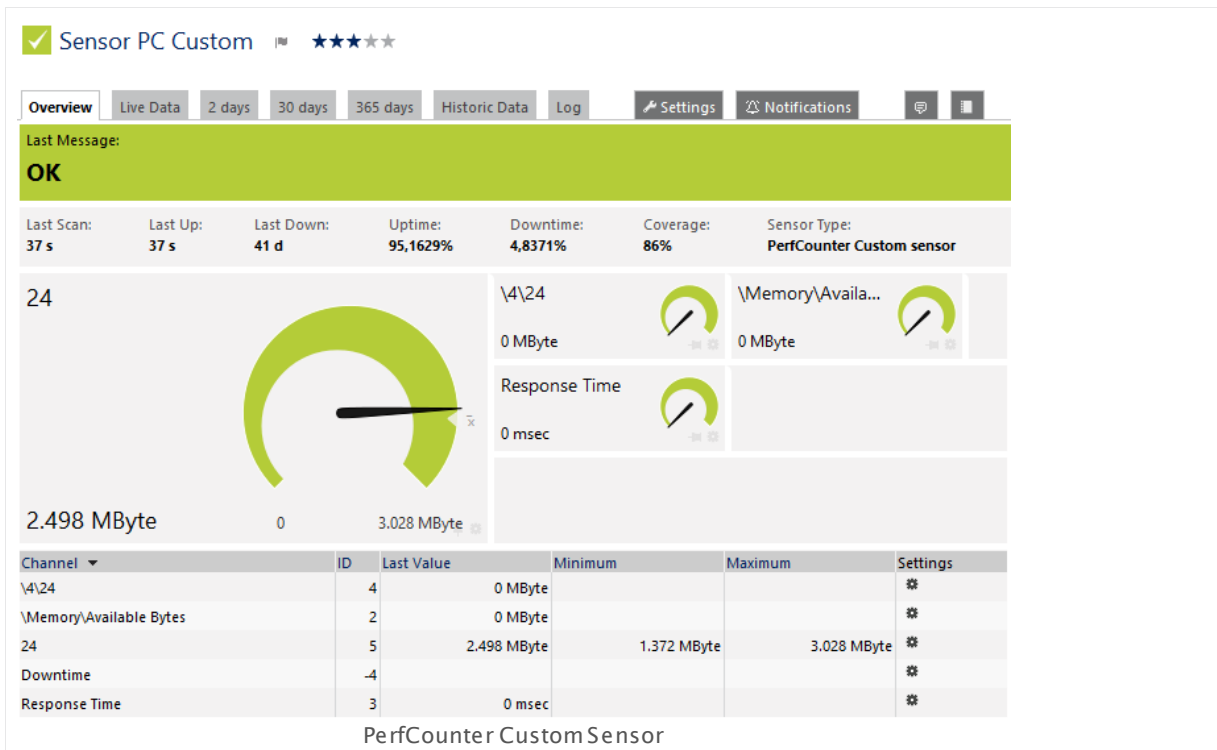 Sensor PC Custom
Overview Live Data 2 days 30 days 365 days Historic Data Log Settings Notifications
Last Message:
OK
Last Scan: Last Up: Last Down: Uptime: Downtime: Coverage: Sensor Type:
37 s 37 s 41 d 95,1629% 4,8371% 86% PerfCounter Custom sensor
24 \4\24 \Memory\Availa...
0 MByte 0 MByte
Response Time
x
0 msec
2.498 MByte 0 3.028 MByte
Channel ID Last Value Minimum Maximum Settings
\4\24 4 0 MByte
\Memory\Available Bytes 2 0 MByte
24 5 2.498 MByte 1.372 MByte 3.028 MByte
Downtime -4
Response Time 3 0 msec
PerfCounter Custom Sensor